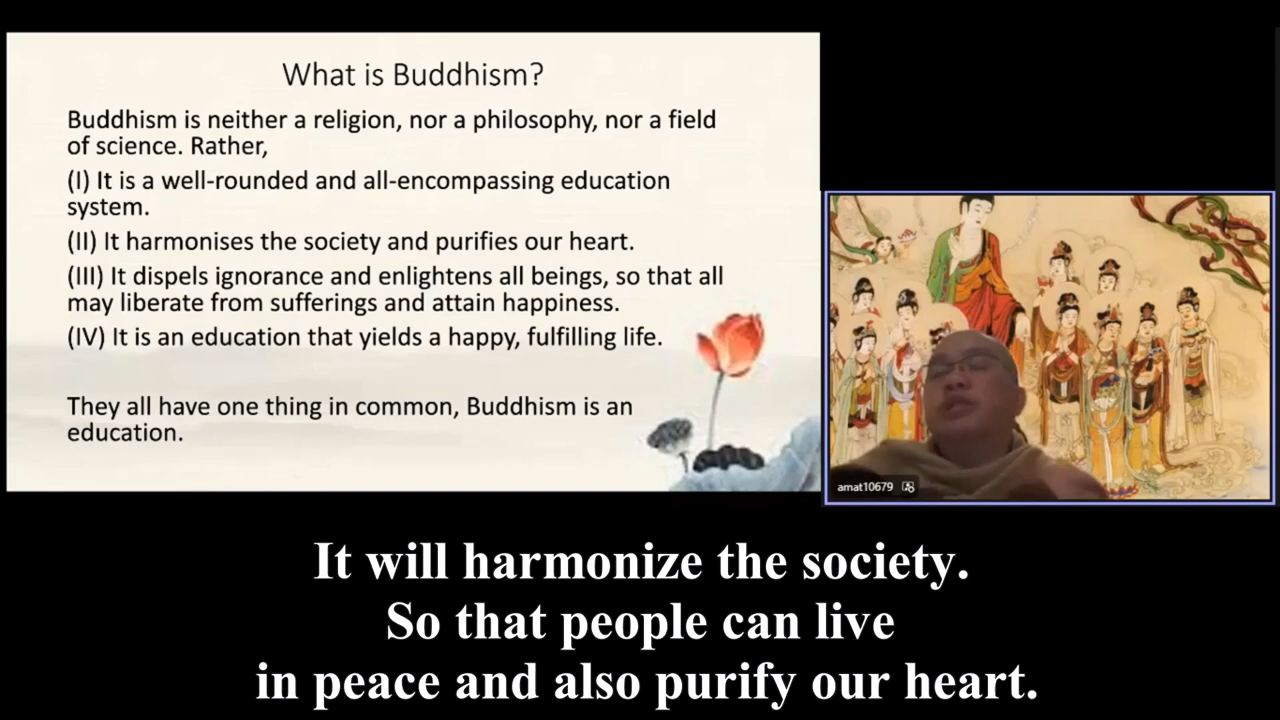 What is Buddhism?
Buddhism is neither a religion, nor a philosophy, nor a field
of science. Rather,
(I) It is a well-rounded and all-encompassing education
system.
(II) It harmonises the society and purifies our heart.
(III) It dispels ignorance and enlightens all beings, so that all
may liberate from sufferings and attain happiness.
(IV) It is an education that yields a happy, fulfilling life.
They all have one thing in common, Buddhism is an
education.
amat10679
It will harmonize the society.
So that people can live
in peace and also purify our heart.